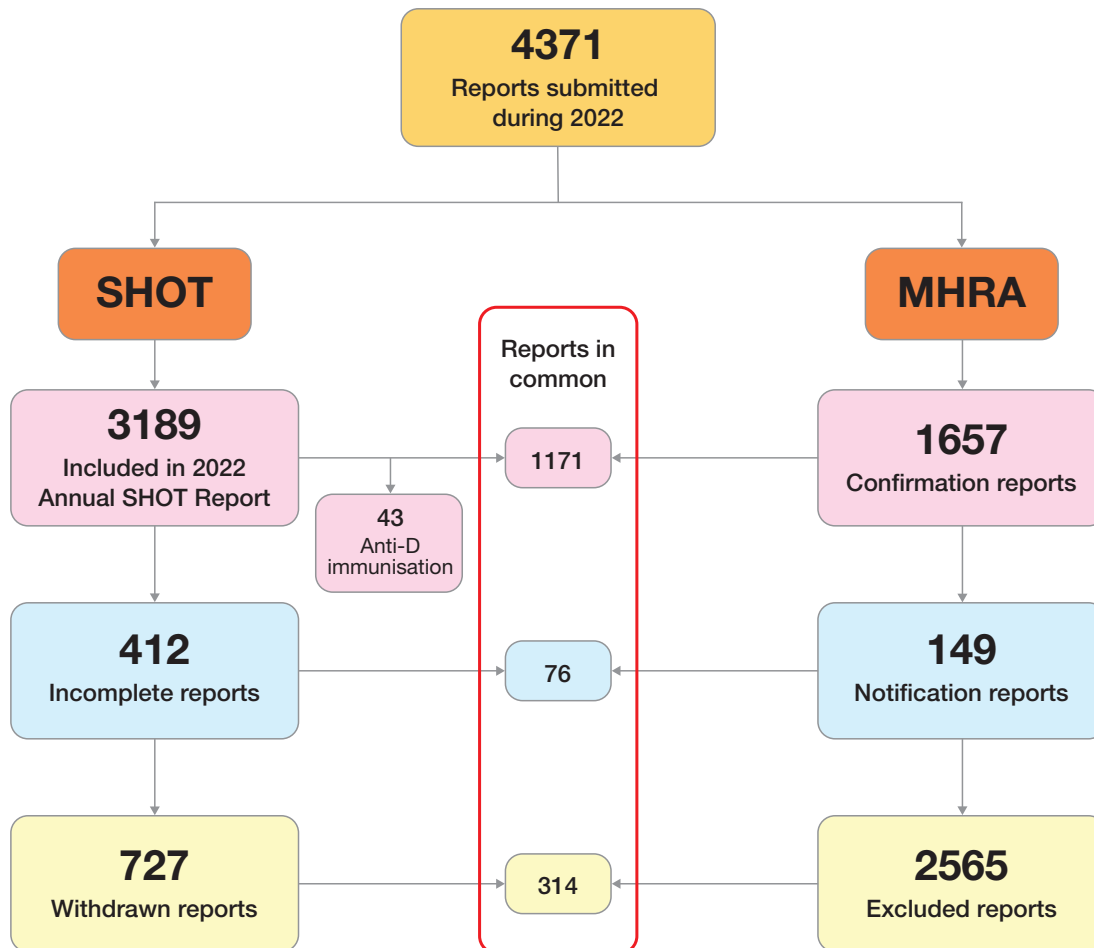 4371
Reports submitted
during 2022
SHOT
MHRA
Reports in
common
3189
Included in 2022
Annual SHOT Report
1171
1657
Confirmation reports
43
Anti-D
immunisation
412
Incomplete reports
76
149
Notification reports
727
Withdrawn reports
314
2565
Excluded reports